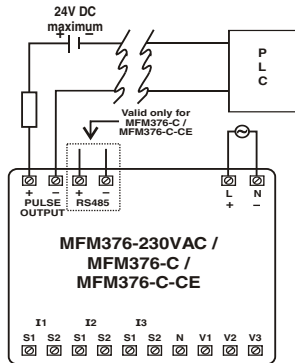 24V DC
maximum
+ −
P
L
C
Valid only for
MFM376-C /
MFM376-C-CE
+ − + − L N
PULSE RS485 + −
OUTPUT
MFM376-230VAC /
MFM376-C /
MFM376-C-CE
I1 I2 I3
S1 S2 S1 S2 S1 S2 N V1 V2 V3